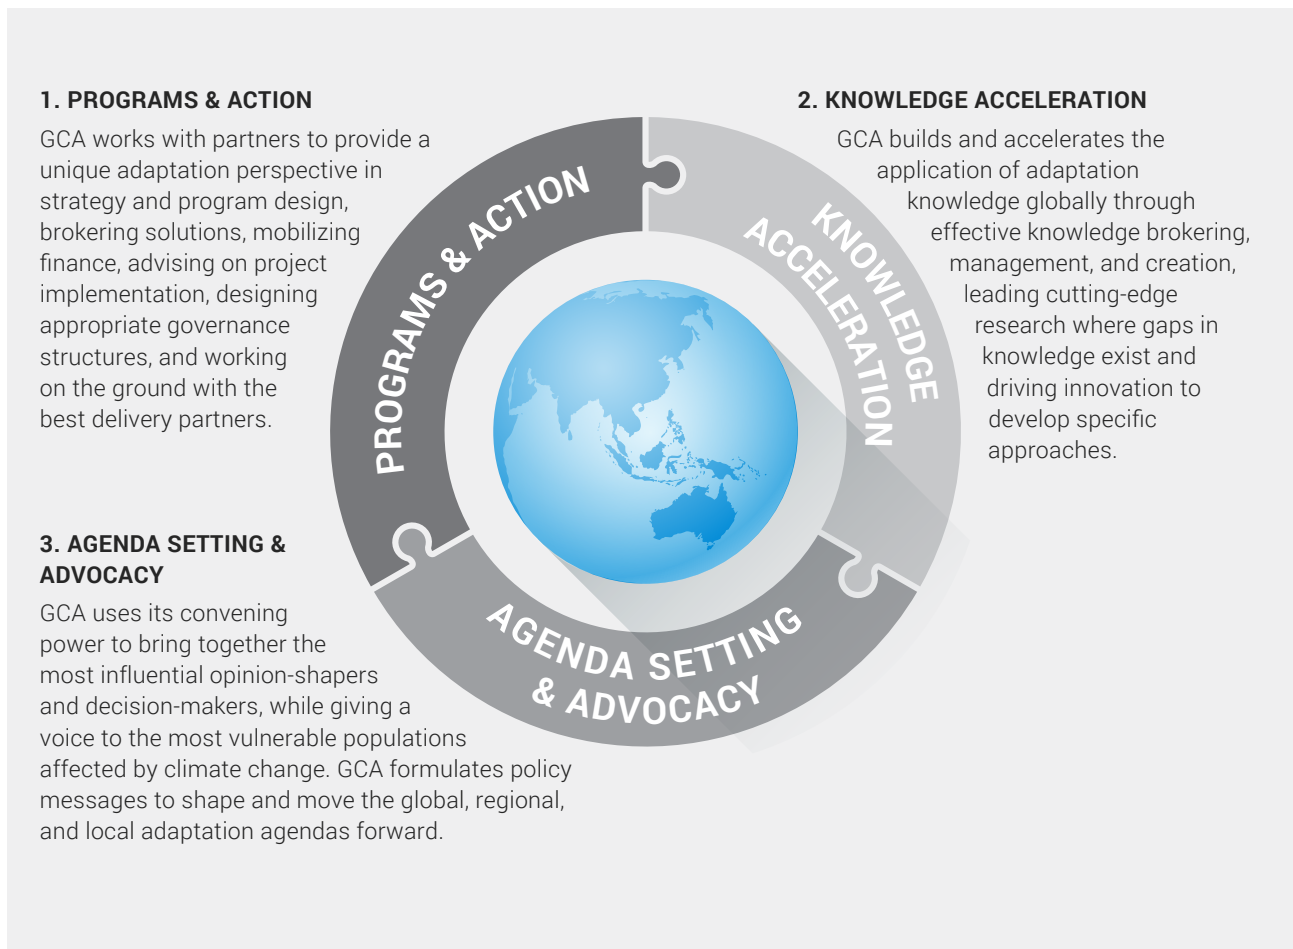 1. PROGRAMS & ACTION
GCA works with partners to provide a
unique adaptation perspective in
strategy and program design,
brokering solutions, mobilizing
finance, advising on project
implementation, designing
appropriate governance
structures, and working
on the ground with the
best delivery partners.
2. KNOWLEDGE ACCELERATION
GCA builds and accelerates the
application of adaptation
knowledge globally through
effective knowledge brokering,
management, and creation,
leading cutting-edge
research where gaps in
knowledge exist and
driving innovation to
develop specific
approaches.
3. AGENDA SETTING &
ADVOCACY
GCA uses its convening
power to bring together the
most influential opinion-shapers
and decision-makers, while giving a
voice to the most vulnerable populations
affected by climate change. GCA formulates policy
messages to shape and move the global, regional,
and local adaptation agendas forward.
PROGRAMS & ACTION
KNOWLEDGE
ACCELERATION
AGENDA SETTING
& ADVOCACY